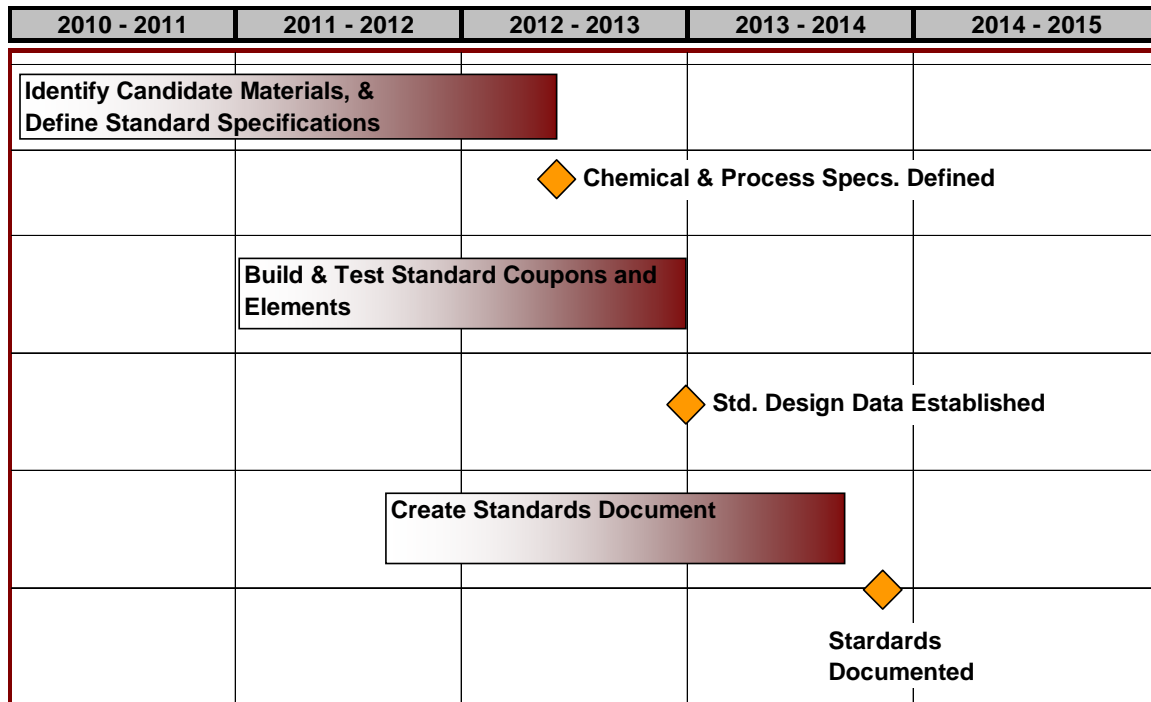 2010 - 2011 2011 - 2012 2012 - 2013 2013 - 2014 2014 - 2015
Identify Candidate Materials, &
Define Standard Specifications
Chemical & Process Specs. Defined
Build & Test Standard Coupons and
Elements
Std. Design Data Established
Create Standards Document
Stardards
Documented